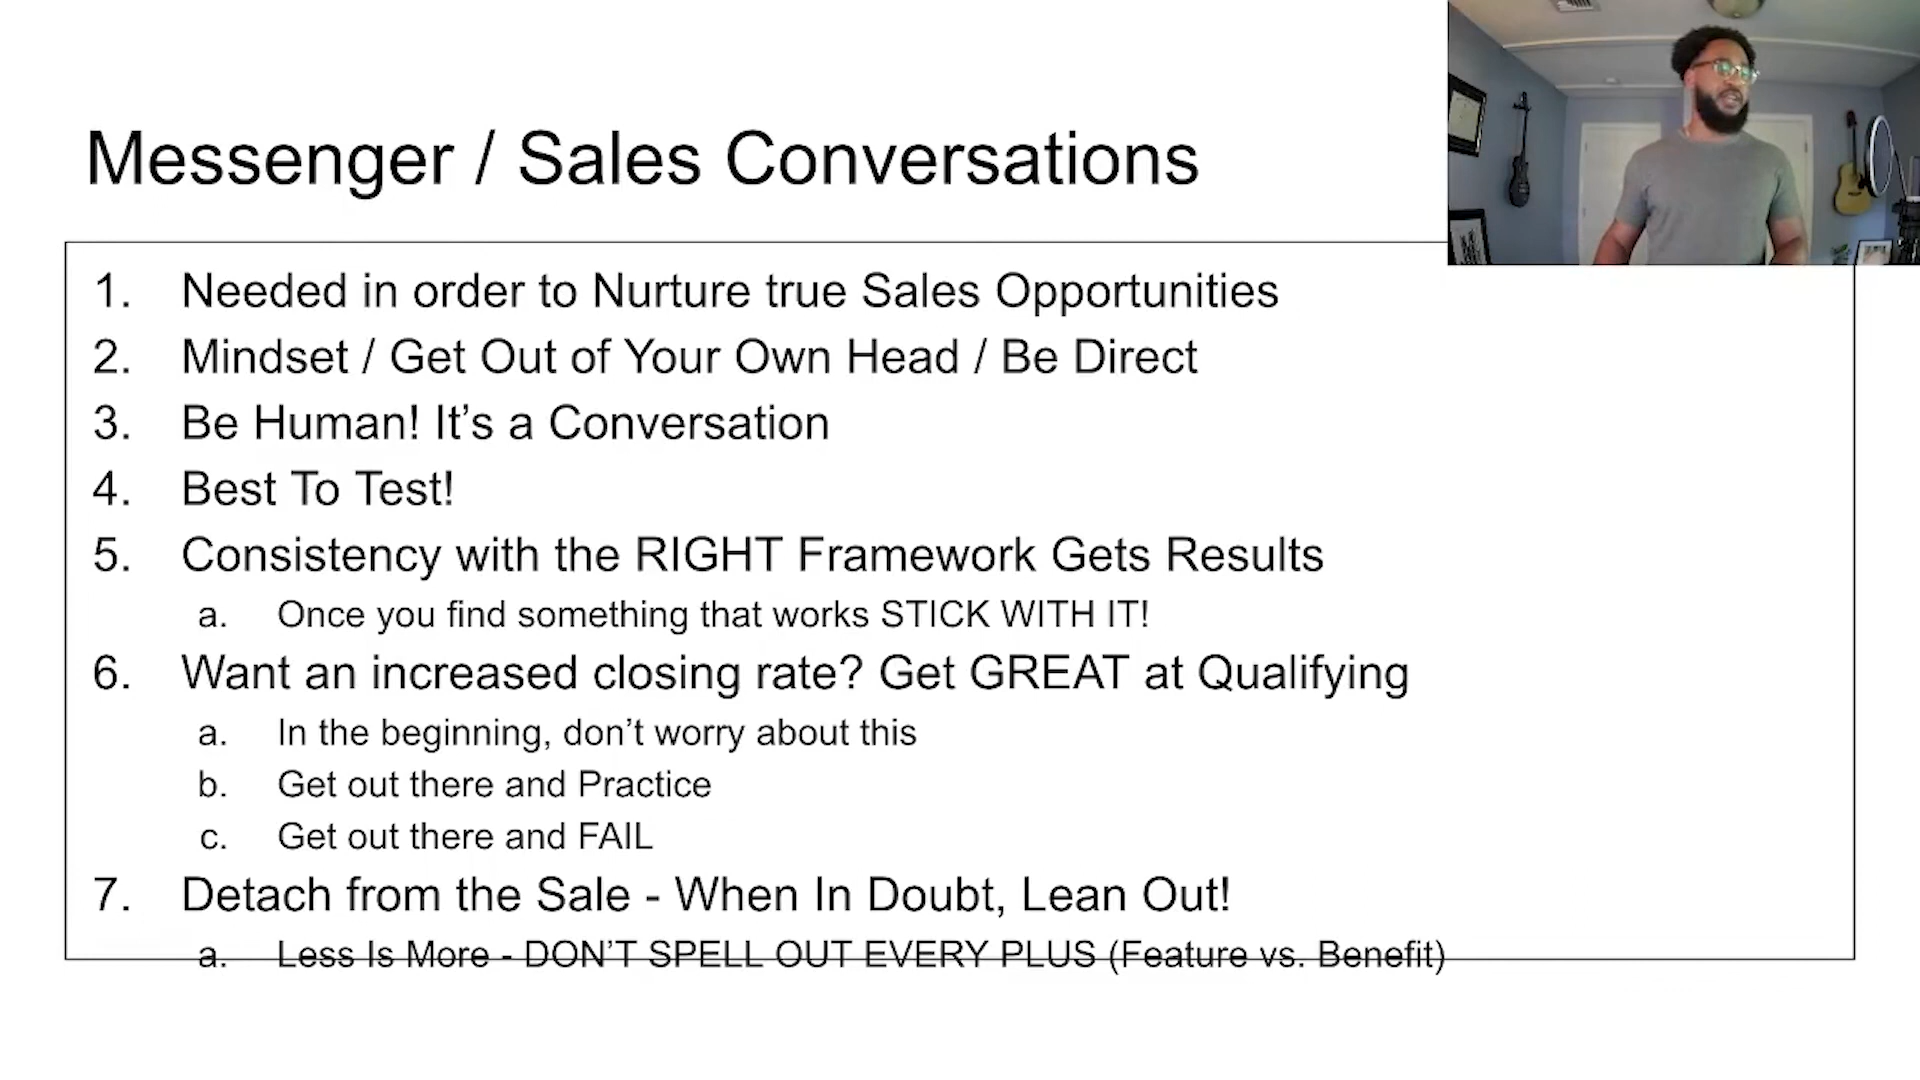 Messenger / Sales Conversations
1. Needed in order to Nurture true Sales Opportunities
2. Mindset / Get Out of Your Own Head / Be Direct
3. Be Human! It’s a Conversation
4. Best To Test!
5. Consistency with the RIGHT Framework Gets Results
a. Once you find something that works STICK WITH IT!
6. Want an increased closing rate? Get GREAT at Qualifying
a. In the beginning, don’t worry about this
b. Get out there and Practice
c. Get out there and FAIL
7. Detach from the Sale - When In Doubt, Lean Out!
a. Less Is More - DON’T SPELL OUT EVERY PLUS (Feature vs. Benefit)